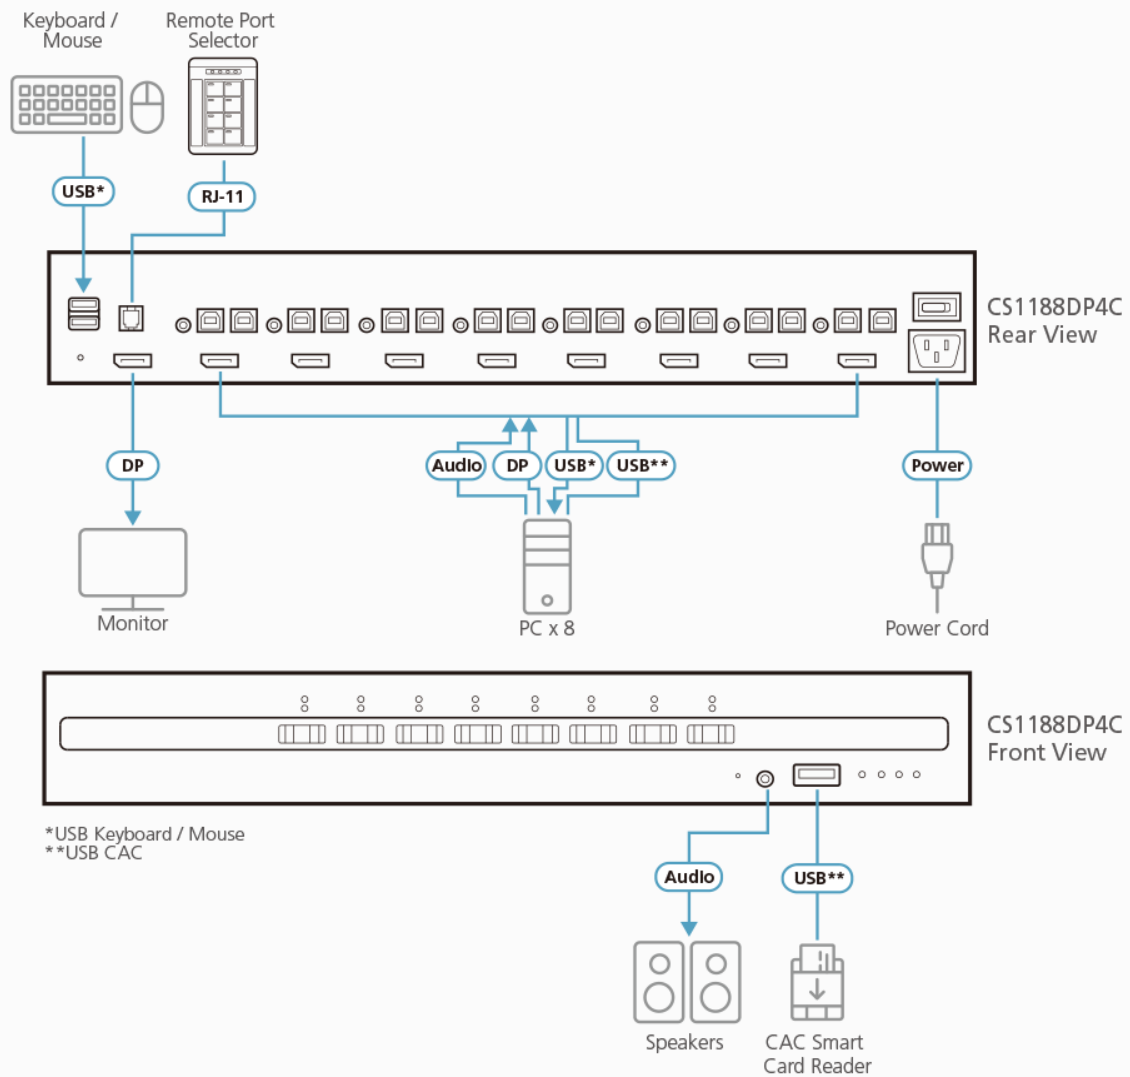 Keyboard /
Mouse
Remote Port
Selector
USB*
RJ-11
CS1188DP4C
Rear View
DP
Audio
DP
USB*
USB**
Power
Monitor
PC x 8
Power Cord
CS1188DP4C
Front View
*USB Keyboard / Mouse
**USB CAC
Audio
USB**
Speakers
CAC Smart
Card Reader